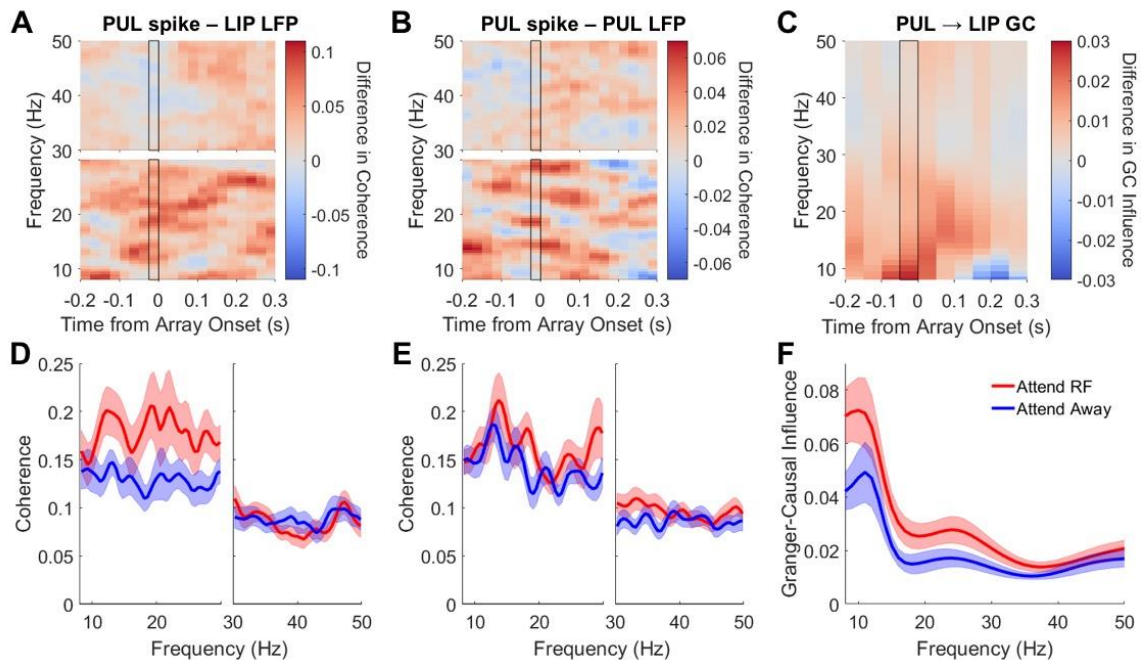 A
PUL spike – LIP LFP
50
40
30
20
10
Frequency (Hz)
Frequency (Hz)
-0.2 -0.1 0 0.1 0.2 0.3
Time from Array Onset (s)
0.1
0.05
0
-0.05
-0.1
Difference in Coherence
B
PUL spike – PUL LFP
50
40
30
20
10
Frequency (Hz)
Frequency (Hz)
-0.2 -0.1 0 0.1 0.2 0.3
Time from Array Onset (s)
0.06
0.04
0.02
0
-0.02
-0.04
-0.06
Difference in Coherence
C
PUL → LIP GC
50
40
30
20
10
Frequency (Hz)
-0.2 -0.1 0 0.1 0.2 0.3
Time from Array Onset (s)
0.03
0.02
0.01
0
-0.01
-0.02
-0.03
Difference in GC Influence
D
0.25
0.2
0.15
0.1
0.05
0
Coherence
10 20 30 40 50
Frequency (Hz)
E
0.25
0.2
0.15
0.1
0.05
0
Coherence
10 20 30 40 50
Frequency (Hz)
F
0.08
0.06
0.04
0.02
0
Granger-Causal Influence
Attend RF
Attend Away
10 20 30 40 50
Frequency (Hz)